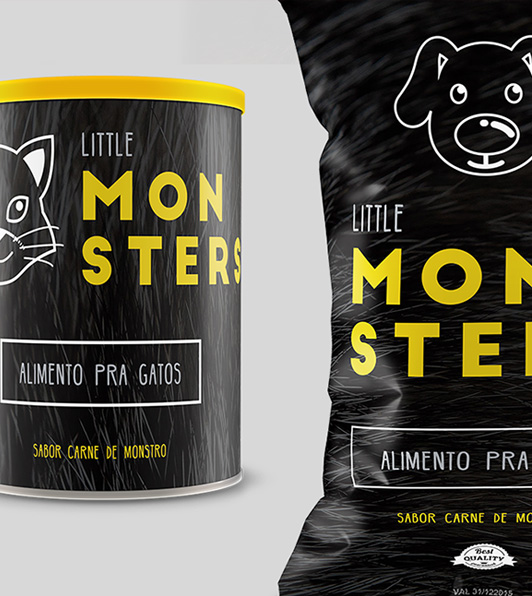 LITTLE
MON
STERS
ALIMENTO PRA GATOS
SABOR CARNE DE MONSTRO
LITTLE
MON
STE
ALIMENTO PRA
SABOR CARNE DE MO
Best
QUALITY